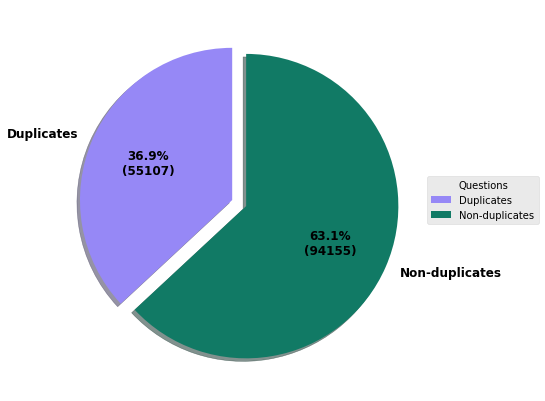 Duplicates
36.9%
(55107)
63.1%
(94155)
Non-duplicates
Questions
Duplicates
Non-duplicates